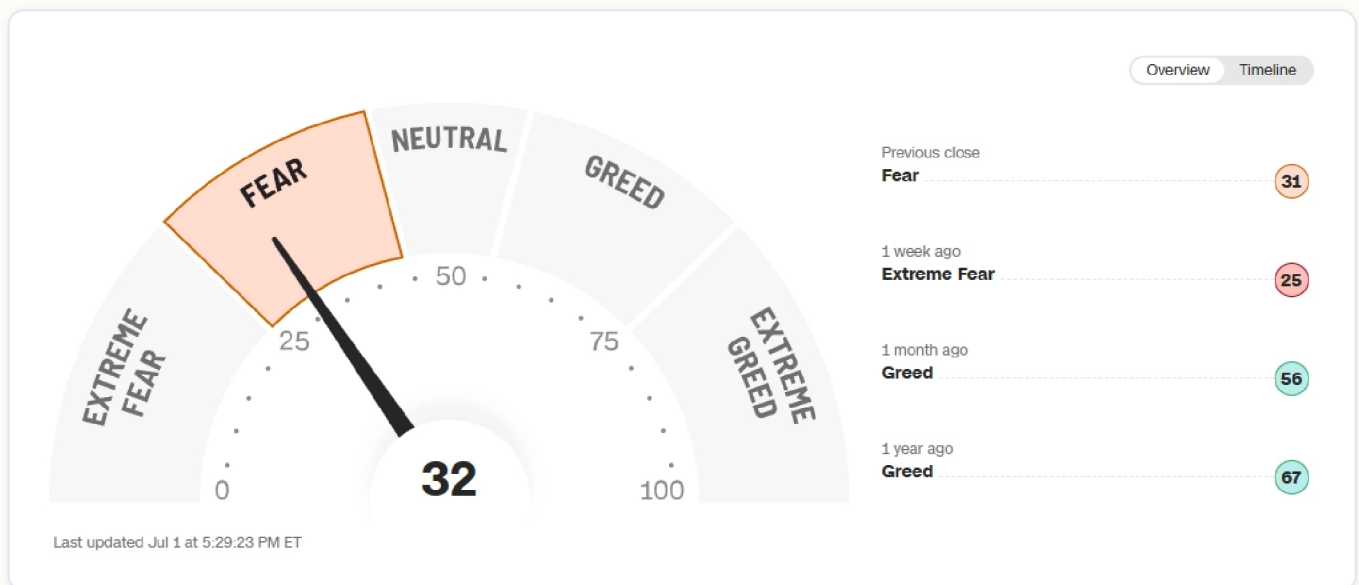 Overview
Timeline
EXTREME
FEAR
FEAR
NEUTRAL
GREED
EXTREME
GREED
0
25
50
75
100
32
Last updated Jul 1 at 5:29:23 PM ET
Previous close
Fear 31
1 week ago
Extreme Fear 25
1 month ago
Greed 56
1 year ago
Greed 67